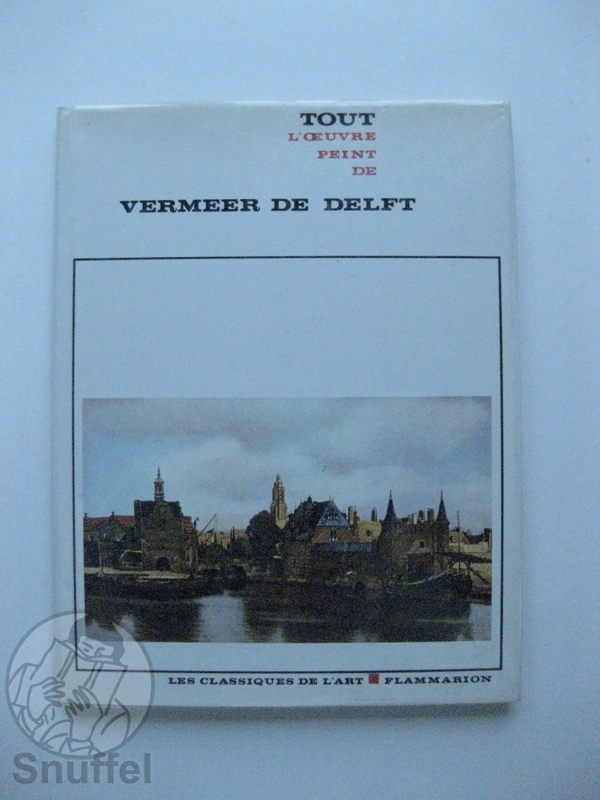 TOUT
L'ŒUVRE
PEINT
DE
VERMEER DE DELFT
LES CLASSIQUES DE L'ART FLAMMARION
Snuffel